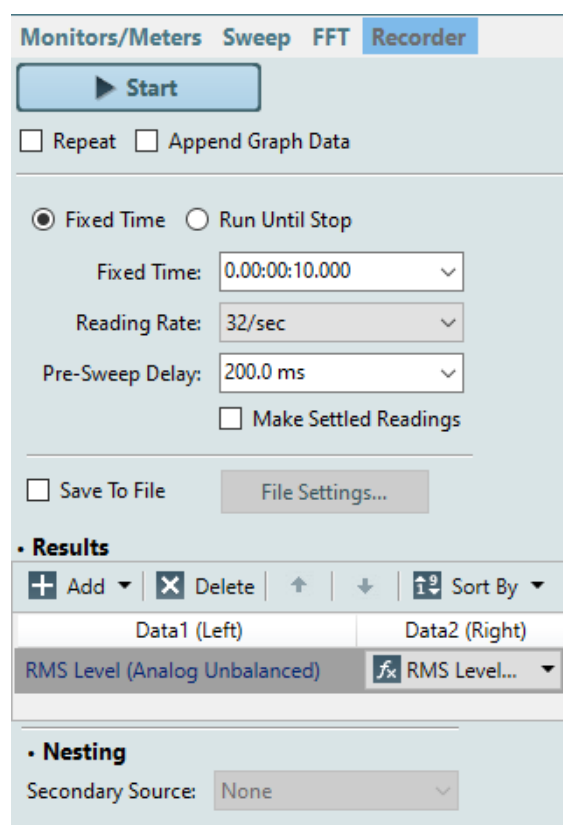 Monitors/Meters Sweep FFT Recorder
Start
Repeat Append Graph Data
Fixed Time Run Until Stop
Fixed Time: 0.00:00:10.000
Reading Rate: 32/sec
Pre-Sweep Delay: 200.0 ms
Make Settled Readings
Save To File File Settings...
• Results
Add Delete Sort By
Data1 (Left) Data2 (Right)
RMS Level (Analog Unbalanced) fx RMS Level...
• Nesting
Secondary Source: None